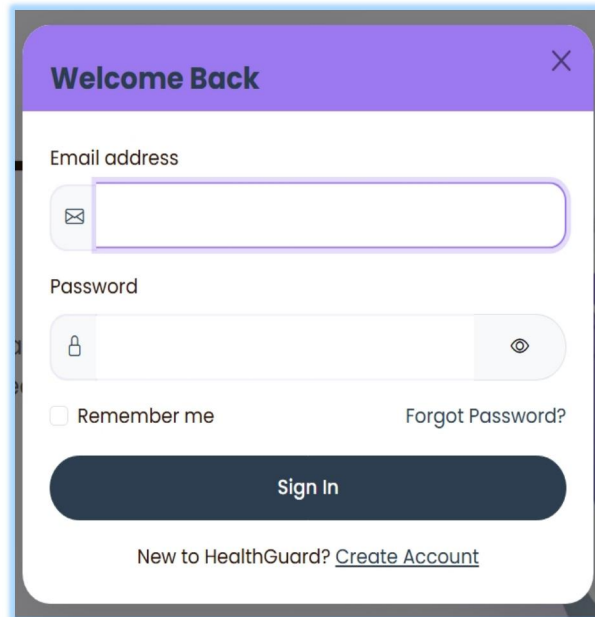 Welcome Back
Email address
Password
Remember me
Forgot Password?
Sign In
New to HealthGuard? Create Account